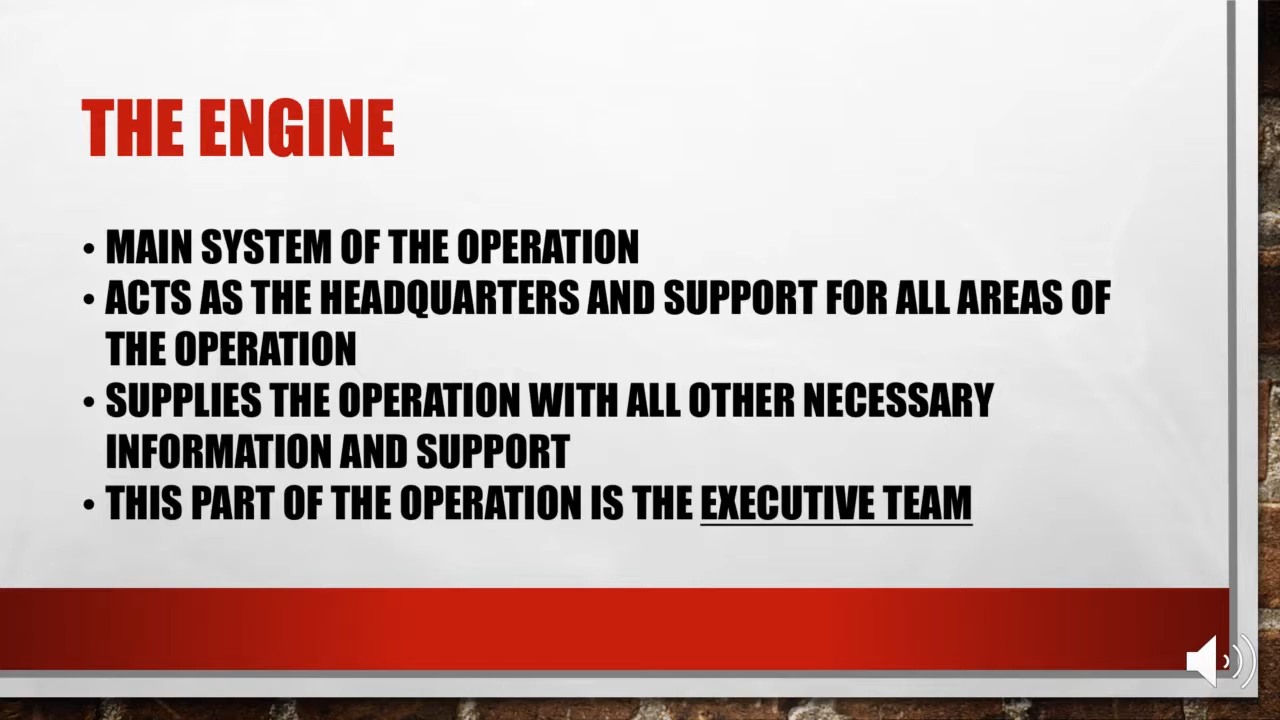 THE ENGINE
• MAIN SYSTEM OF THE OPERATION
• ACTS AS THE HEADQUARTERS AND SUPPORT FOR ALL AREAS OF
THE OPERATION
• SUPPLIES THE OPERATION WITH ALL OTHER NECESSARY
INFORMATION AND SUPPORT
• THIS PART OF THE OPERATION IS THE EXECUTIVE TEAM